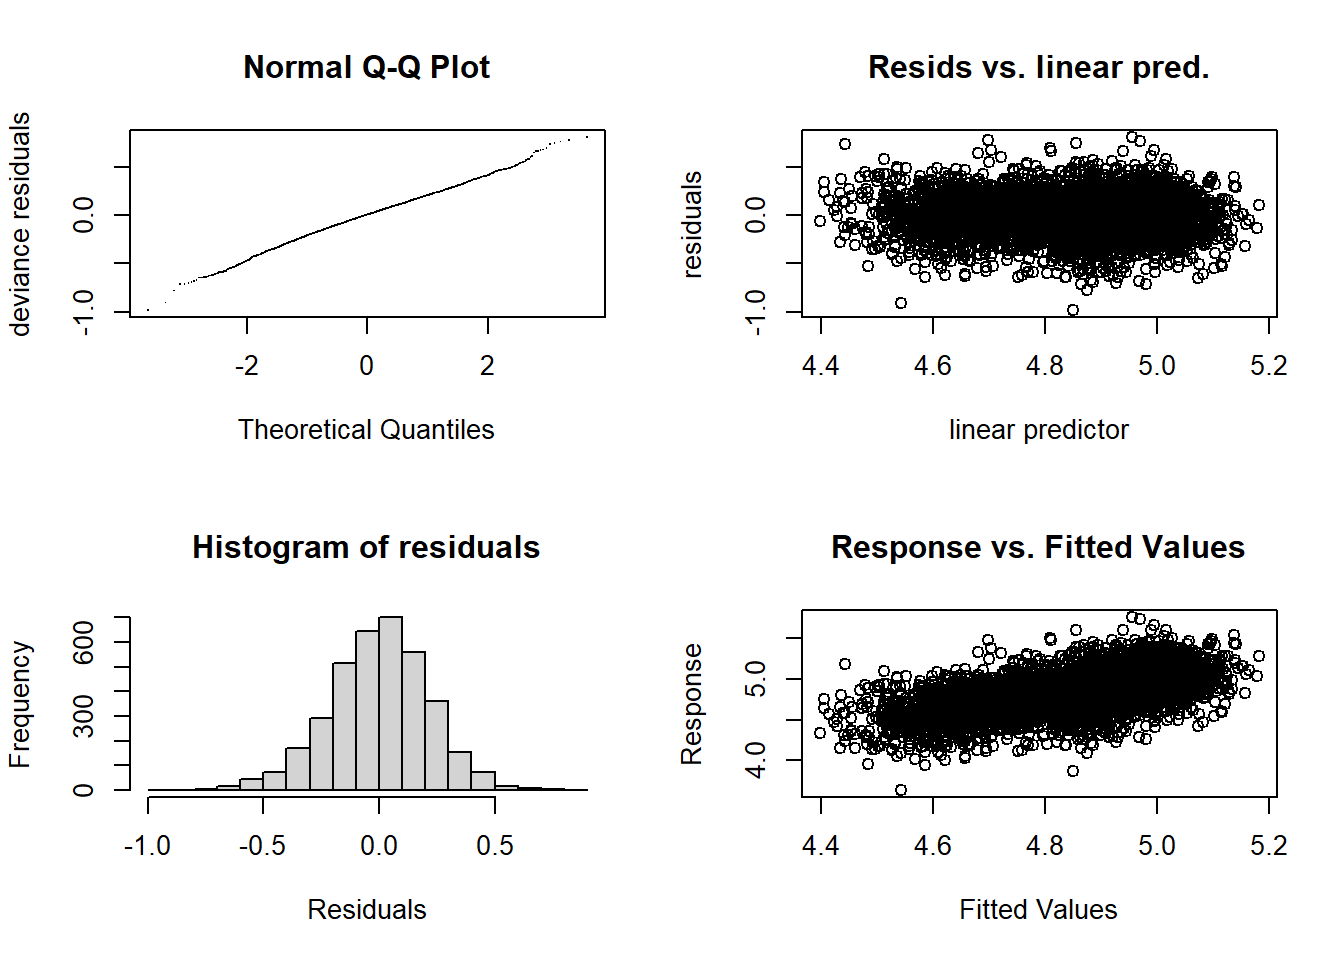 Normal Q-Q Plot
deviance residuals
0.0
-1.0
-2 0 2
Theoretical Quantiles
Resids vs. linear pred.
residuals
0.0
-1.0
4.4 4.6 4.8 5.0 5.2
linear predictor
Histogram of residuals
Frequency
600
300
0
-1.0 -0.5 0.0 0.5
Residuals
Response vs. Fitted Values
Response
5.0
4.0
4.4 4.6 4.8 5.0 5.2
Fitted Values